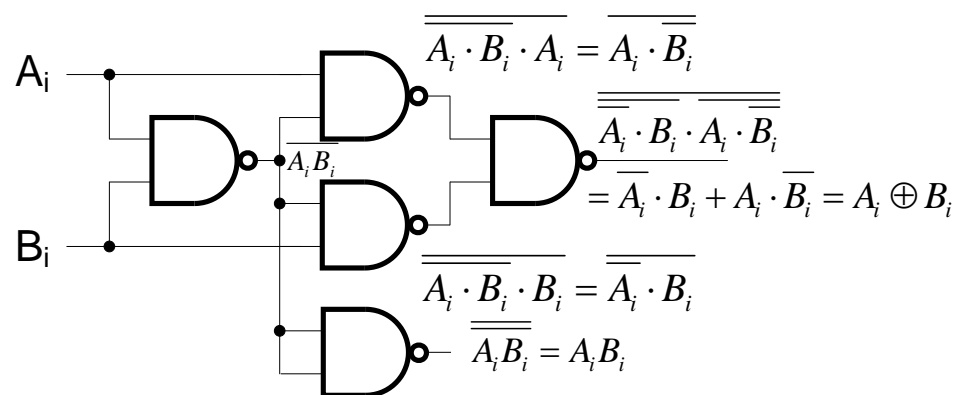 $\overline{\overline{A_i \cdot B_i} \cdot A_i} = \overline{A_i \cdot \overline{B_i}}$
A_i
$\overline{\overline{\overline{A_i} \cdot B_i} \cdot \overline{A_i \cdot \overline{B_i}}}$
$\overline{A_i B_i}$
$= \overline{A_i} \cdot B_i + A_i \cdot \overline{B_i} = A_i \oplus B_i$
B_i
$\overline{\overline{A_i \cdot B_i} \cdot B_i} = \overline{\overline{A_i} \cdot B_i}$
$\overline{\overline{A_i B_i}} = A_i B_i$